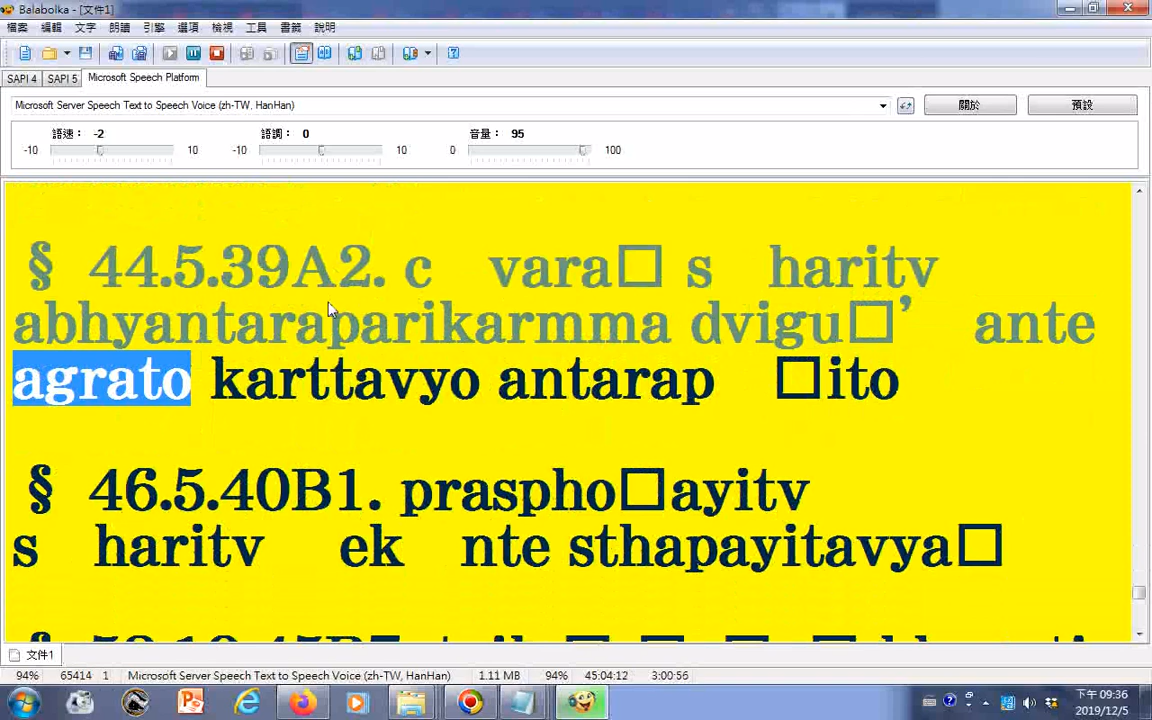 Balabolka - [文件1]
檔案 編輯 文字 朗讀 引擎 選項 檢視 工具 書籤 說明
SAPI 4 SAPI 5 Microsoft Speech Platform
Microsoft Server Speech Text to Speech Voice (zh-TW, HanHan) 關於 預設
語速： -2 語調： 0 音量： 95
-10 10 -10 10 0 100
§ 44.5.39A2. c vara□ s haritv
abhyantaraparikarmma dvigu□’ ante
agrato karttavyo antarap □ito
§ 46.5.40B1. praspho□ayitv
s haritv ek nte sthapayitavya□
文件1
94% 65414 1 Microsoft Server Speech Text to Speech Voice (zh-TW, HanHan) 1.11 MB 94% 45:04:12 3:00:56
下午 09:36
2019/12/5